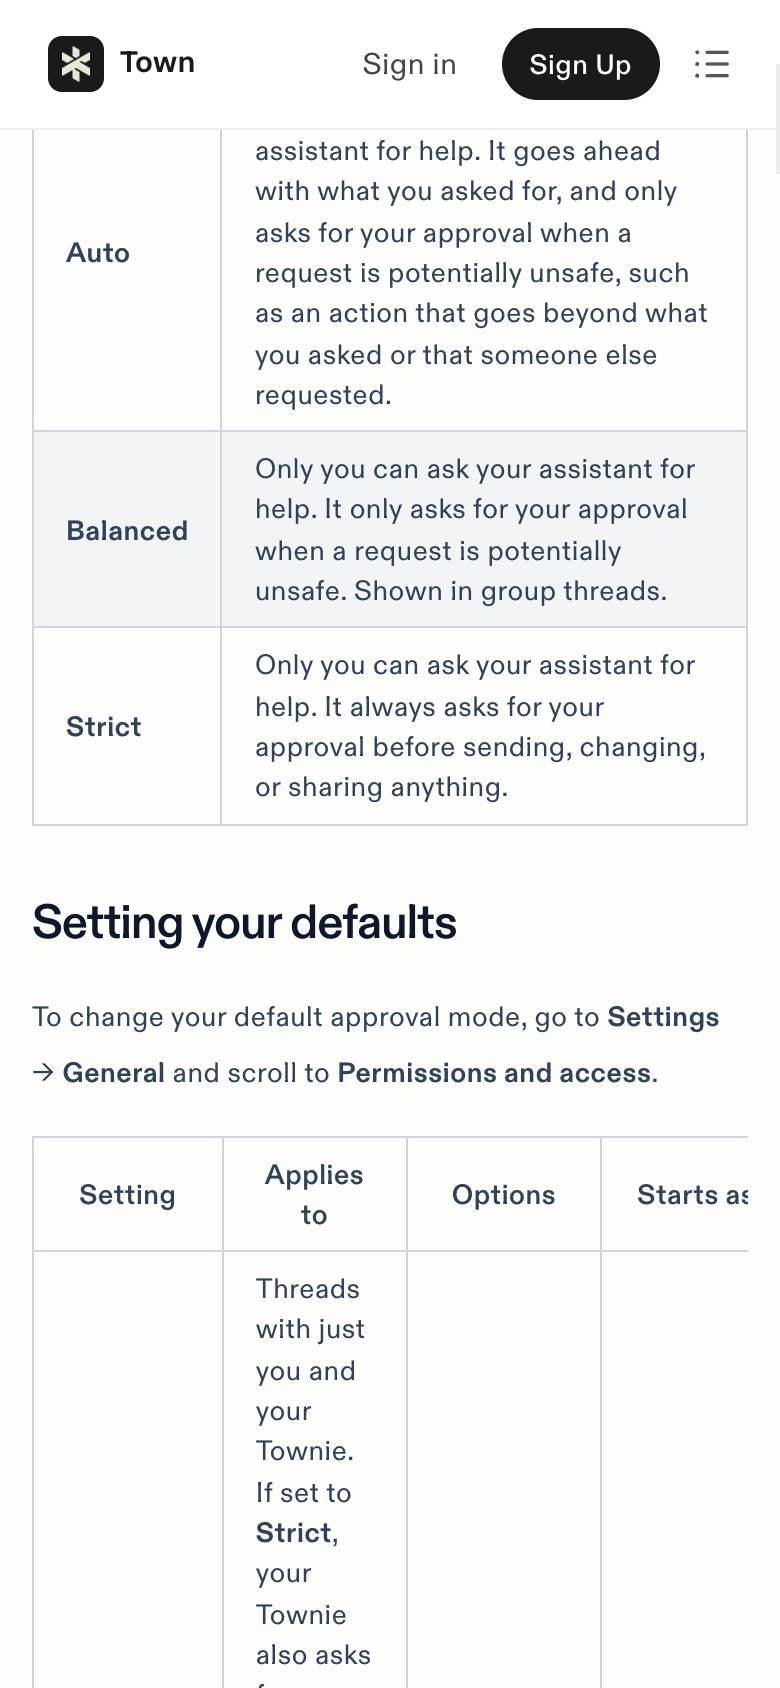 Town
Sign in
Sign Up
assistant for help. It goes ahead
with what you asked for, and only
asks for your approval when a
request is potentially unsafe, such
as an action that goes beyond what
you asked or that someone else
requested.
Auto
Only you can ask your assistant for
help. It only asks for your approval
when a request is potentially
unsafe. Shown in group threads.
Balanced
Only you can ask your assistant for
help. It always asks for your
approval before sending, changing,
or sharing anything.
Strict
Setting your defaults
To change your default approval mode, go to Settings
→ General and scroll to Permissions and access.
Setting
Applies
to
Options
Starts as
Threads
with just
you and
your
Townie.
If set to
Strict,
your
Townie
also asks